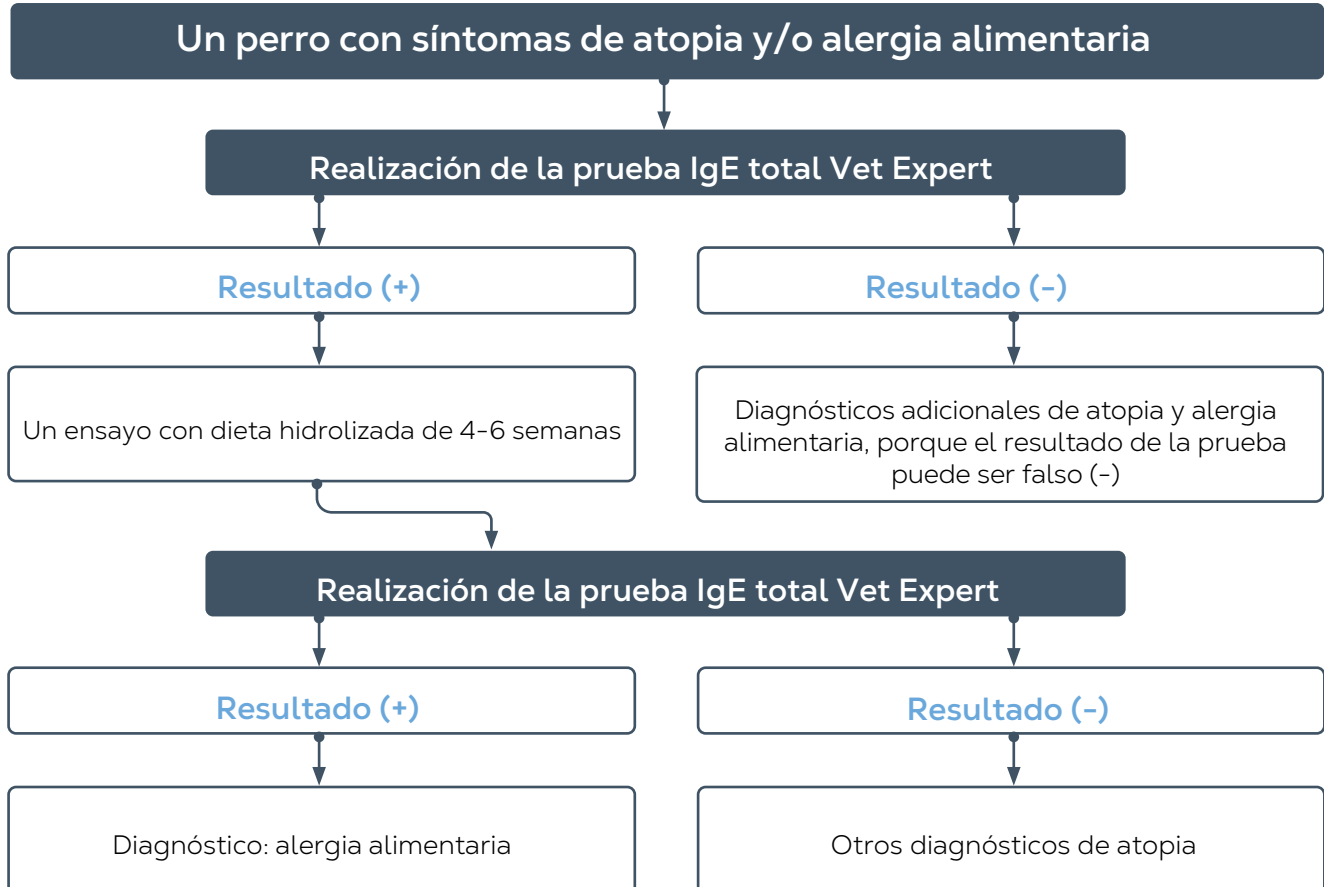 Un perro con síntomas de atopia y/o alergia alimentaria
Realización de la prueba IgE total Vet Expert
Resultado (+)
Resultado (-)
Un ensayo con dieta hidrolizada de 4-6 semanas
Diagnósticos adicionales de atopia y alergia
alimentaria, porque el resultado de la prueba
puede ser falso (-)
Realización de la prueba IgE total Vet Expert
Resultado (+)
Resultado (-)
Diagnóstico: alergia alimentaria
Otros diagnósticos de atopia